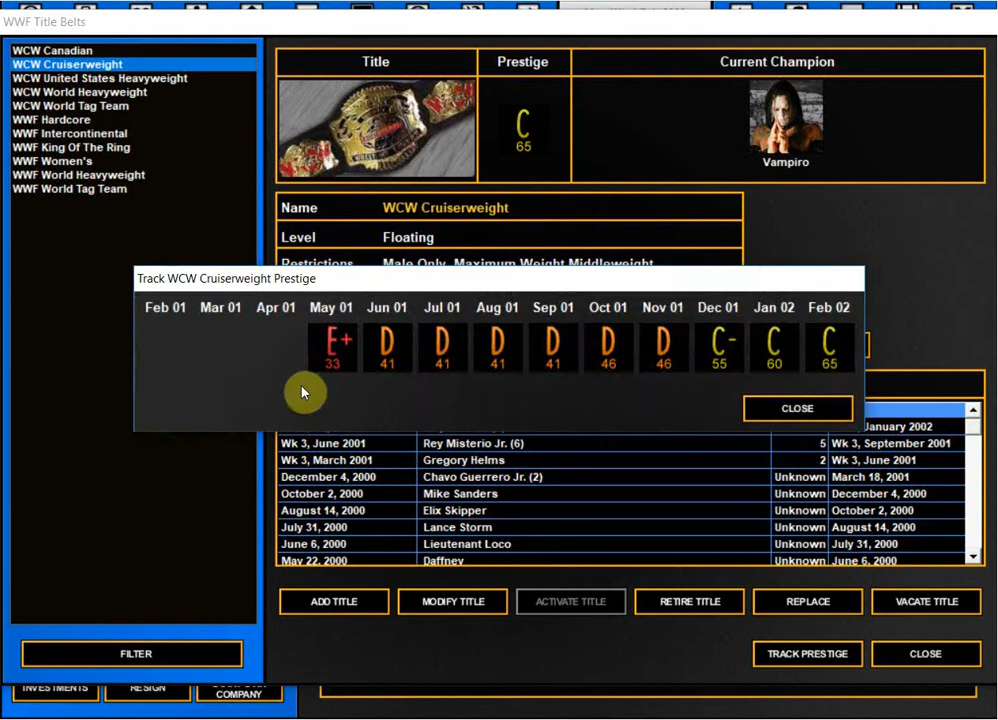 WWF Title Belts
WCW Canadian
WCW Cruiserweight
WCW United States Heavyweight
WCW World Heavyweight
WCW World Tag Team
WWF Hardcore
WWF Intercontinental
WWF King Of The Ring
WWF Women's
WWF World Heavyweight
WWF World Tag Team
FILTER
Title Prestige Current Champion
C
65
Vampiro
Name WCW Cruiserweight
Level Floating
Restrictions Male Only, Maximum Weight Middleweight
Track WCW Cruiserweight Prestige
Feb 01 Mar 01 Apr 01 May 01 Jun 01 Jul 01 Aug 01 Sep 01 Oct 01 Nov 01 Dec 01 Jan 02 Feb 02
E+ D D D D D D C- C C
33 41 41 41 41 46 46 55 60 65
CLOSE
January 2002
Wk 3, June 2001 Rey Misterio Jr. (6) 5 Wk 3, September 2001
Wk 3, March 2001 Gregory Helms 2 Wk 3, June 2001
December 4, 2000 Chavo Guerrero Jr. (2) Unknown March 18, 2001
October 2, 2000 Mike Sanders Unknown December 4, 2000
August 14, 2000 Elix Skipper Unknown October 2, 2000
July 31, 2000 Lance Storm Unknown August 14, 2000
June 6, 2000 Lieutenant Loco Unknown July 31, 2000
May 22, 2000 Daffney Unknown June 6, 2000
ADD TITLE MODIFY TITLE ACTIVATE TITLE RETIRE TITLE REPLACE VACATE TITLE
TRACK PRESTIGE CLOSE
INVESTMENTS RESIGN
COMPANY